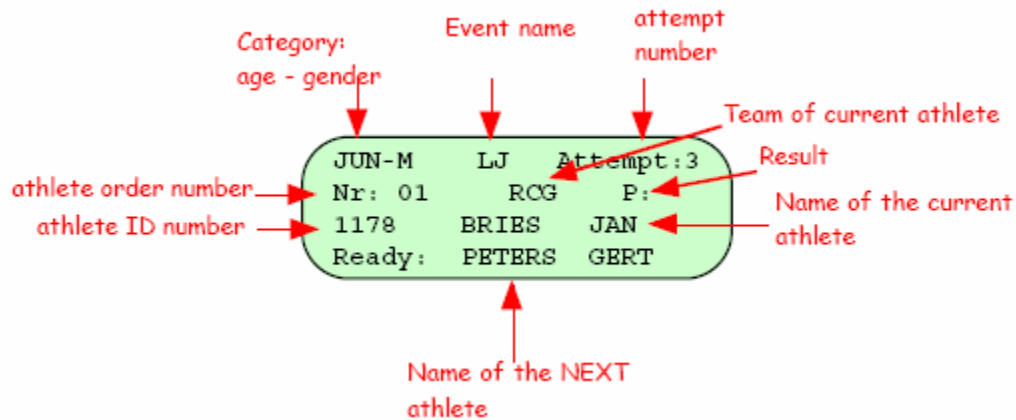 Category:
age - gender
Event name
attempt
number
Team of current athlete
Result
Name of the current
athlete
athlete order number
athlete ID number
JUN-M LJ Attempt:3
Nr: 01 RCG P:
1178 BRIES JAN
Ready: PETERS GERT
Name of the NEXT
athlete